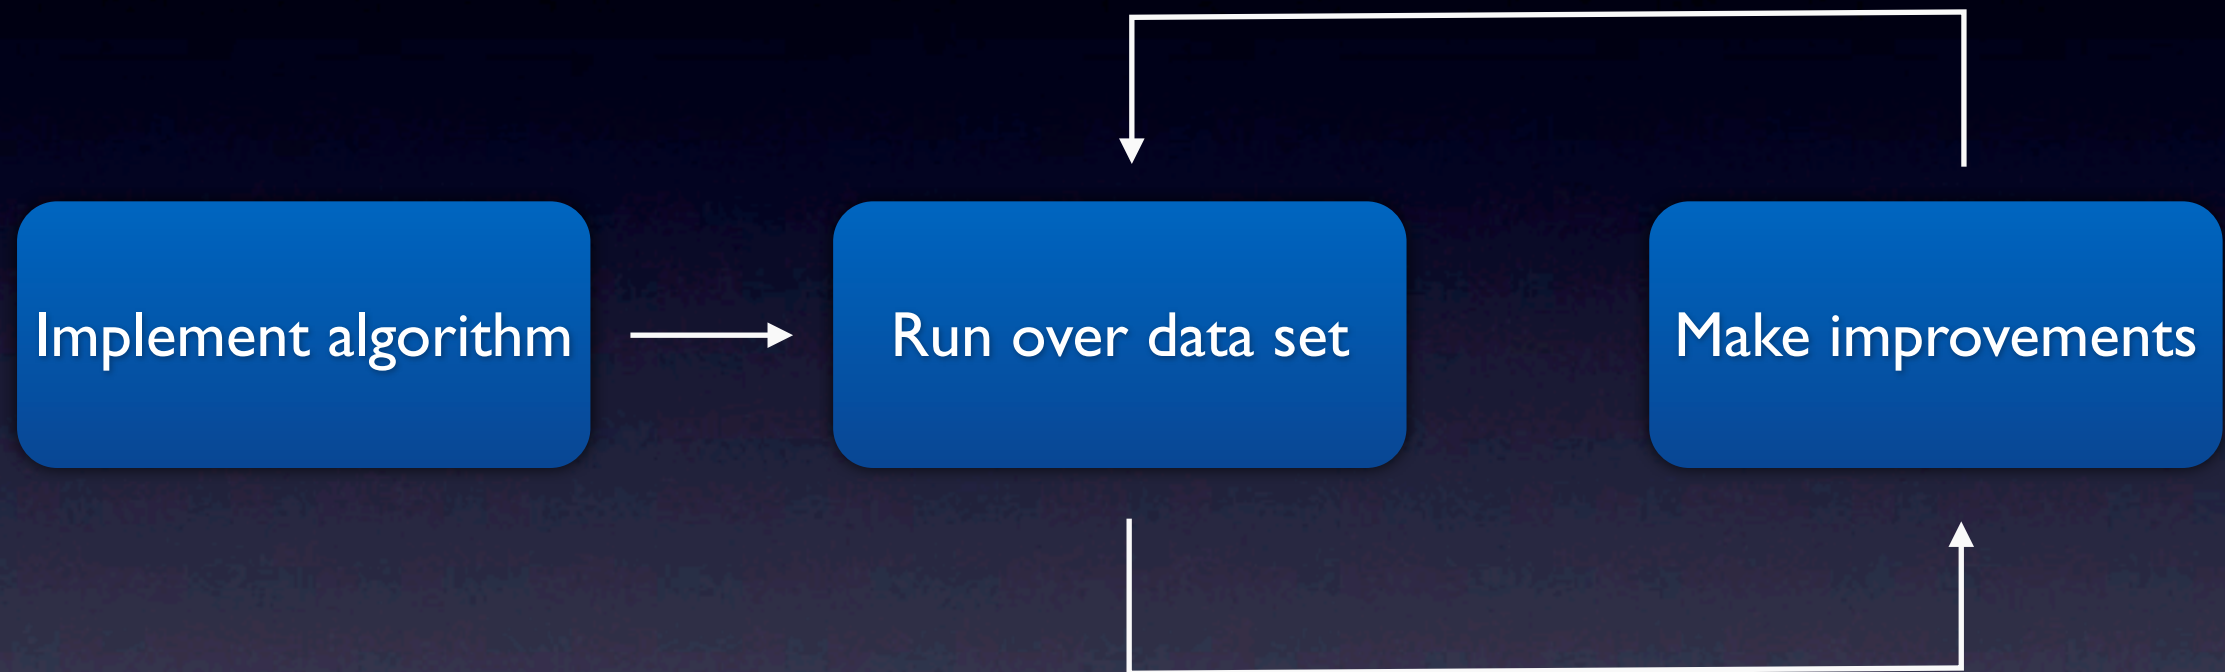 Implement algorithm
Run over data set
Make improvements